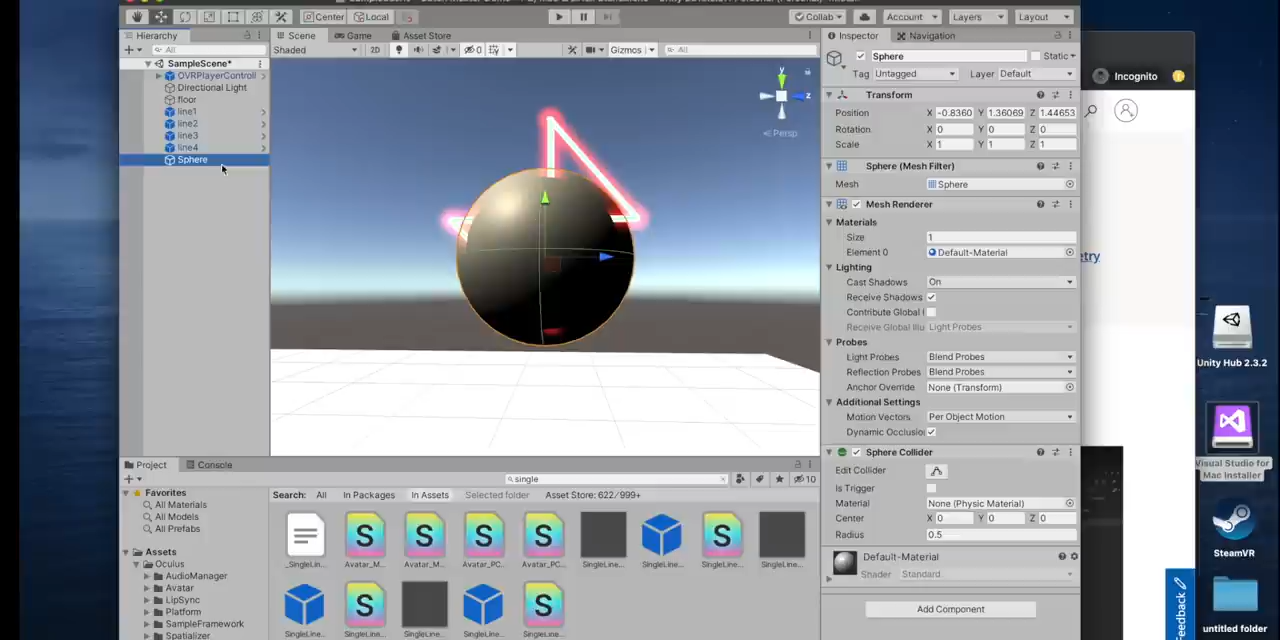 Center
Local
Collab
Account
Layers
Layout
Hierarchy
Scene
Game
Asset Store
Inspector
Navigation
All
Shaded
2D
0
Gizmos
All
Sphere
Static
Tag Untagged
Layer Default
SampleScene*
OVRPlayerControll
Directional Light
floor
line1
line2
line3
line4
Sphere
y
z
Persp
Transform
Position X -0.8360 Y 1.36069 Z 1.44653
Rotation X 0 Y 0 Z 0
Scale X 1 Y 1 Z 1
Sphere (Mesh Filter)
Mesh Sphere
Mesh Renderer
Materials
Size 1
Element 0 Default-Material
Lighting
Cast Shadows On
Receive Shadows
Contribute Global I
Receive Global Illu Light Probes
Probes
Light Probes Blend Probes
Reflection Probes Blend Probes
Anchor Override None (Transform)
Additional Settings
Motion Vectors Per Object Motion
Dynamic Occlusio
Sphere Collider
Edit Collider
Is Trigger
Material None (Physic Material)
Center X 0 Y 0 Z 0
Radius 0.5
Default-Material
Shader Standard
Add Component
Project
Console
single
10
Favorites
All Materials
All Models
All Prefabs
Assets
Oculus
AudioManager
Avatar
LipSync
Platform
SampleFramework
Spatializer
Search: All In Packages In Assets Selected folder Asset Store: 622/999+
_SingleLin...
Avatar_M...
Avatar_M...
Avatar_PC...
Avatar_PC...
SingleLine...
SingleLine...
SingleLine...
SingleLine...
SingleLine...
SingleLine...
SingleLine...
SingleLine...
SingleLine...
Incognito
etry
Feedback
Unity Hub 2.3.2
Visual Studio for
Mac Installer
SteamVR
untitled folder